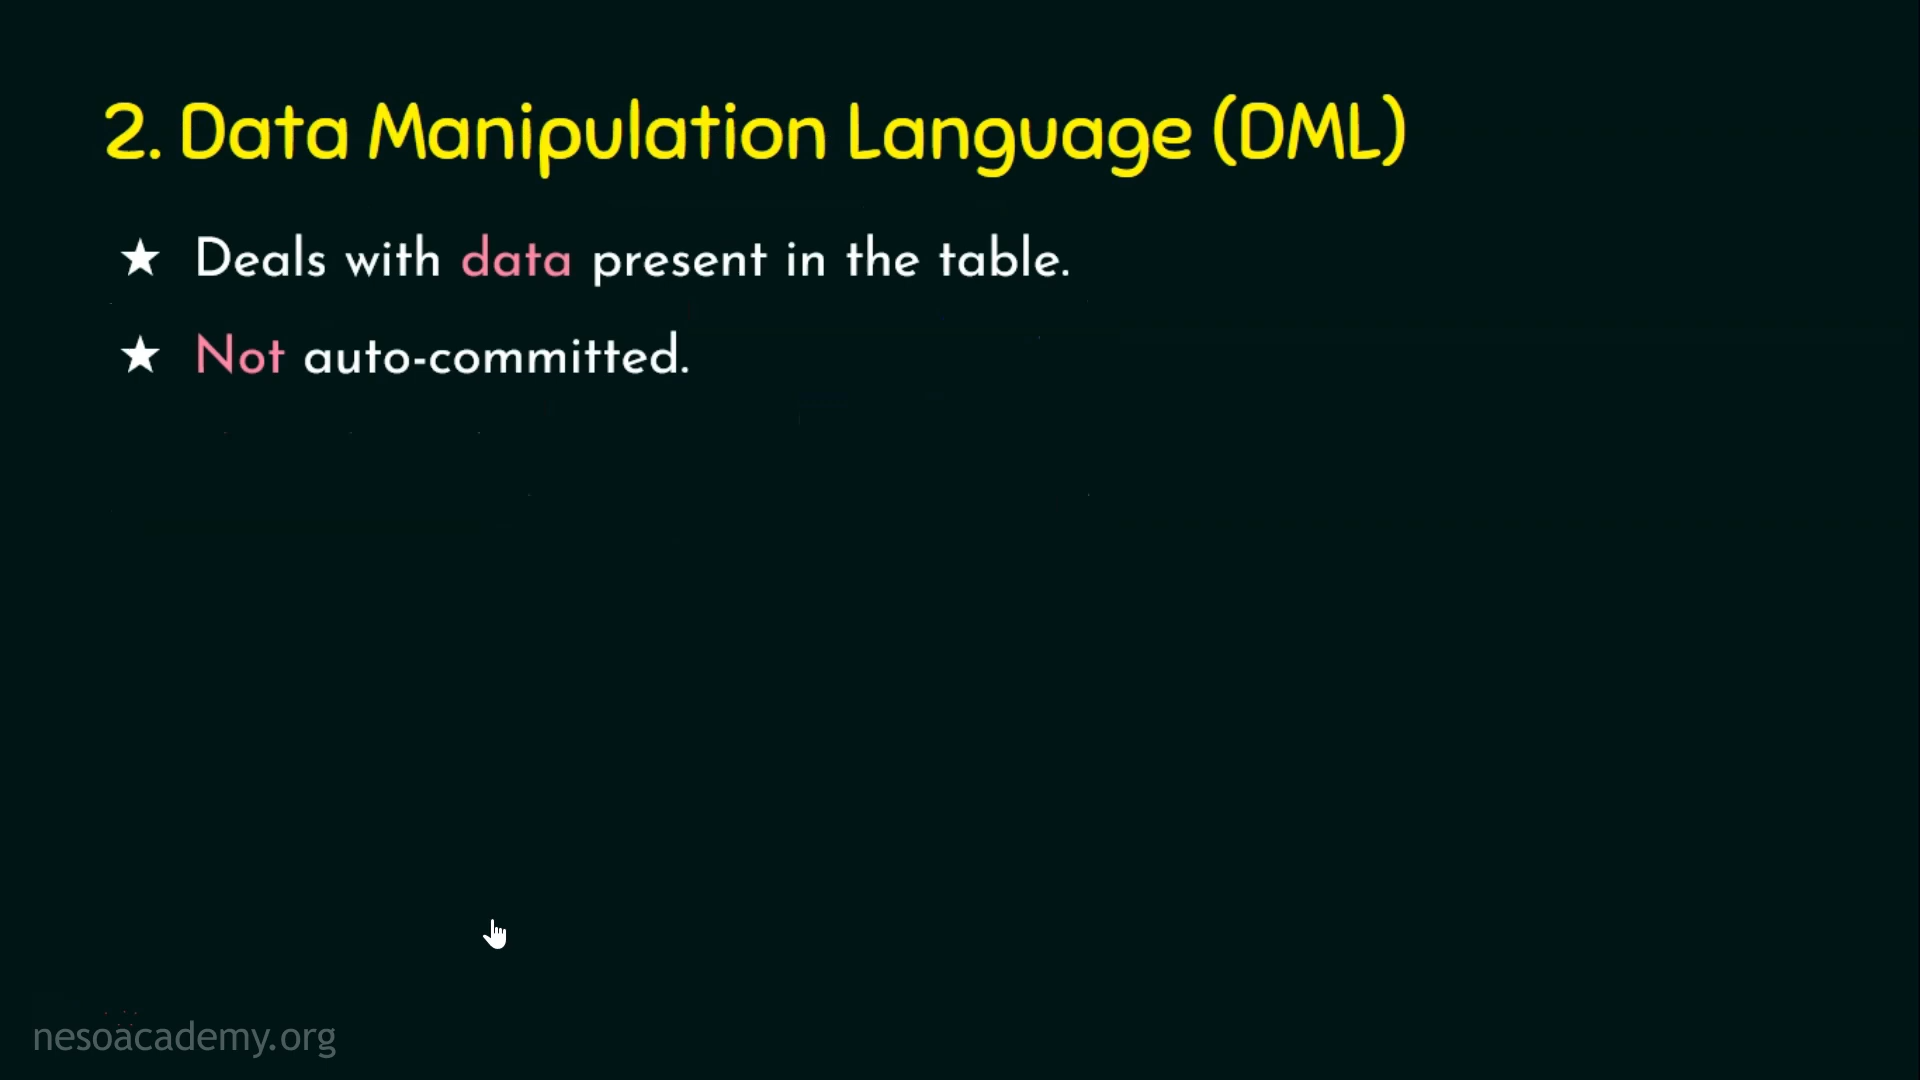 2. Data Manipulation Language (DML)
★ Deals with data present in the table.
★ Not auto-committed.
nesoacademy.org